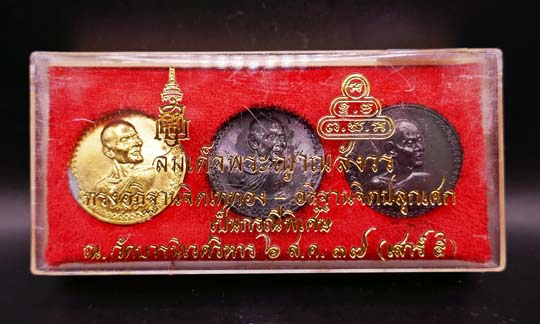 สมเด็จพระญาณสังวร
ทรงอธิฐานจิตเททอง – อธิฐานจิตปลุกเสก
เป็นกรณีพิเศษ
ณ. วัดบวรนิเวศวิหาร ๖ ส.ค. ๓๗ (เสาร์ ๕)